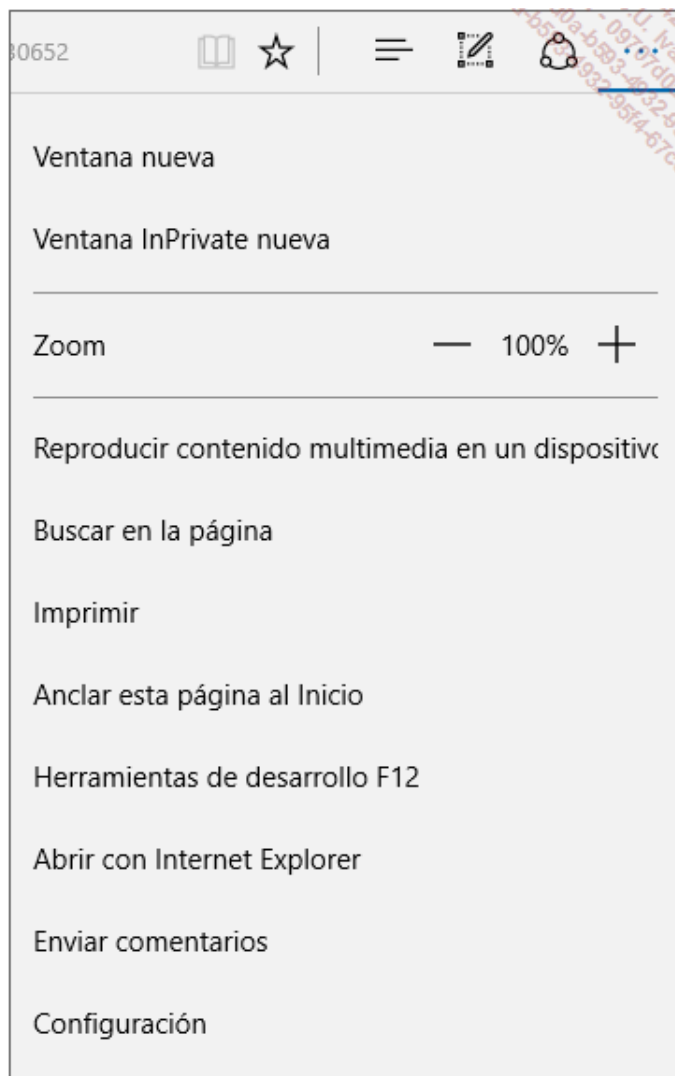 30652
Ventana nueva
Ventana InPrivate nueva
Zoom — 100% +
Reproducir contenido multimedia en un dispositivo
Buscar en la página
Imprimir
Anclar esta página al Inicio
Herramientas de desarrollo F12
Abrir con Internet Explorer
Enviar comentarios
Configuración